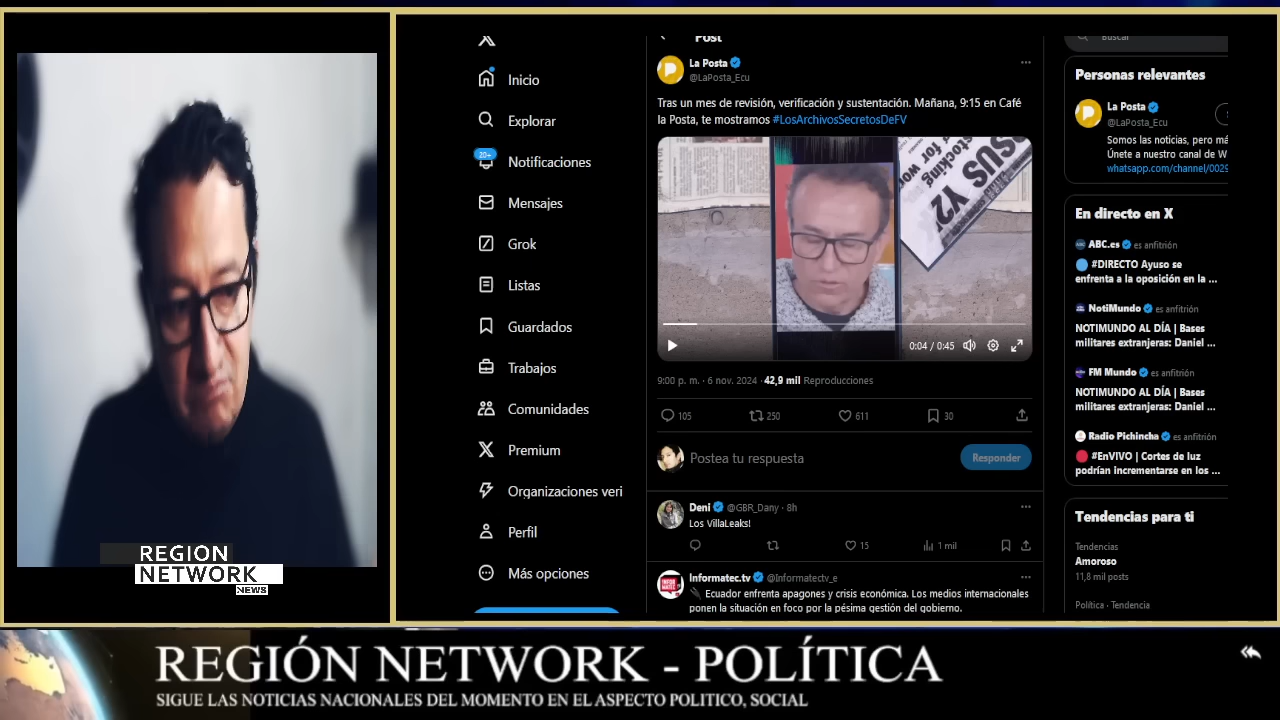 REGION
NETWORK
NEWS
Inicio
Explorar
20+
Notificaciones
Mensajes
Grok
Listas
Guardados
Trabajos
Comunidades
Premium
Organizaciones veri
Perfil
Más opciones
Post
La Posta
@LaPosta_Ecu
Tras un mes de revisión, verificación y sustentación. Mañana, 9:15 en Café
la Posta, te mostramos #LosArchivosSecretosDeFV
stocking
for
SUS Y2
0:04 / 0:45
9:00 p. m. · 6 nov. 2024 · 42,9 mil Reproducciones
105 250 611 30
Postea tu respuesta
Responder
Deni @GBR_Dany · 8h
Los VillaLeaks!
15 1 mil
Informatec.tv @Informatectv_e
Ecuador enfrenta apagones y crisis económica. Los medios internacionales
ponen la situación en foco por la pésima gestión del gobierno.
Buscar
Personas relevantes
La Posta
@LaPosta_Ecu
Somos las noticias, pero má
Únete a nuestro canal de W
whatsapp.com/channel/0029
En directo en X
ABC.es es anfitrión
#DIRECTO Ayuso se
enfrenta a la oposición en la ...
NotiMundo es anfitrión
NOTIMUNDO AL DÍA | Bases
militares extranjeras: Daniel ...
FM Mundo es anfitrión
NOTIMUNDO AL DÍA | Bases
militares extranjeras: Daniel ...
Radio Pichincha es anfitrión
#EnVIVO | Cortes de luz
podrían incrementarse en los ...
Tendencias para ti
Tendencias
Amoroso
11,8 mil posts
Política · Tendencia
REGIÓN NETWORK - POLÍTICA
SIGUE LAS NOTICIAS NACIONALES DEL MOMENTO EN EL ASPECTO POLITICO, SOCIAL